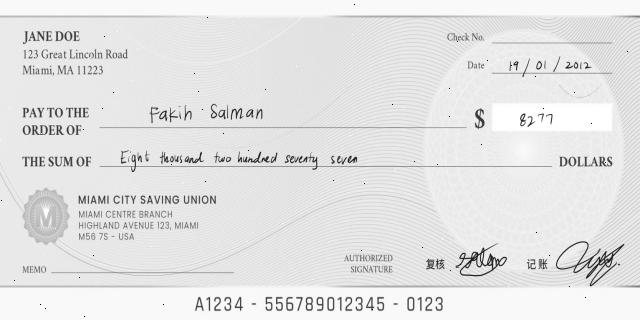 JANE DOE
123 Great Lincoln Road
Miami, MA 11223
Check No.
Date 19/01/2012
PAY TO THE
ORDER OF Fakih Salman
$ 8277
THE SUM OF Eight thousand two hundred seventy seven DOLLARS
M
MIAMI CITY SAVING UNION
MIAMI CENTRE BRANCH
HIGHLAND AVENUE 123, MIAMI
M56 7S - USA
MEMO
AUTHORIZED
SIGNATURE
复核
记账
A1234 - 556789012345 - 0123